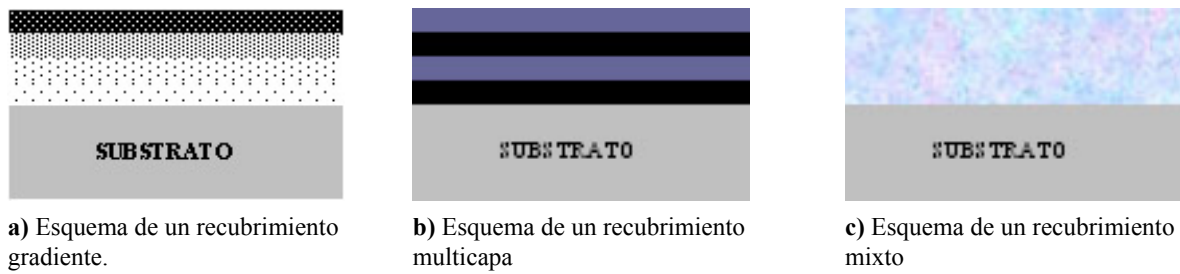 SUBSTRATO
SUBSTRATO
SUBSTRATO
a) Esquema de un recubrimiento
gradiente.
b) Esquema de un recubrimiento
multicapa
c) Esquema de un recubrimiento
mixto